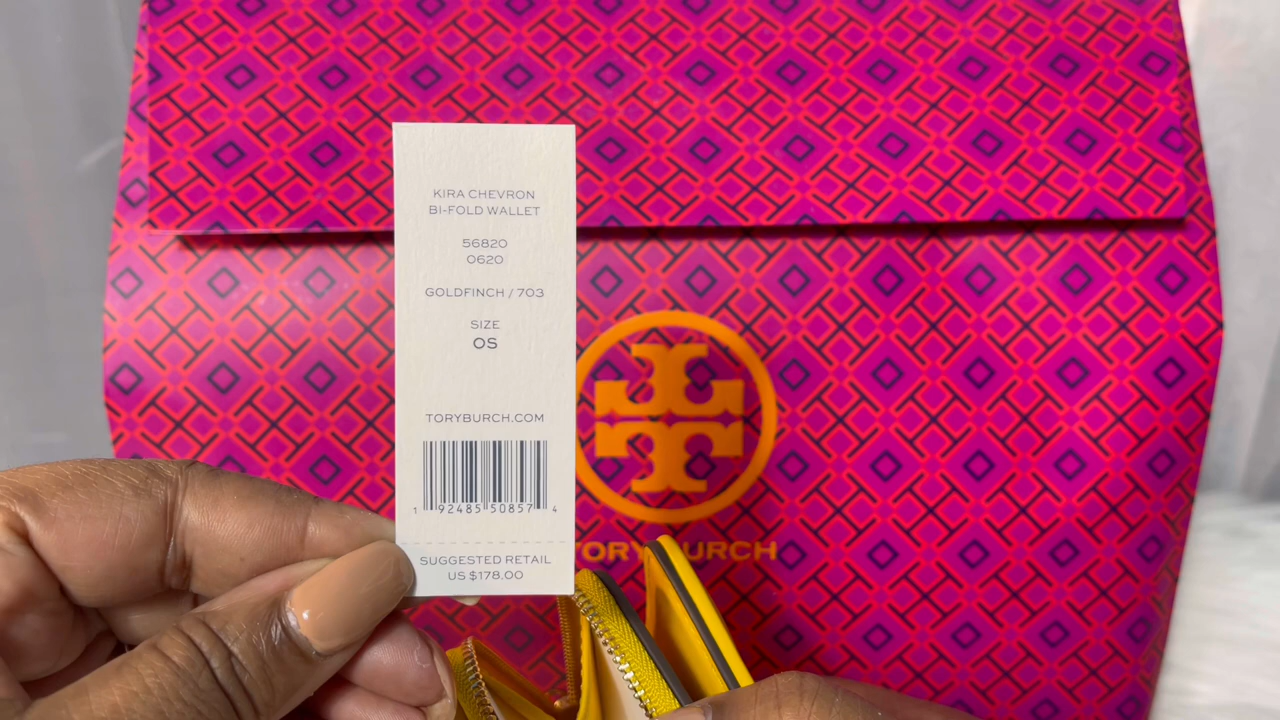 KIRA CHEVRON
BI-FOLD WALLET
56820
0620
GOLDFINCH / 703
SIZE
OS
TORYBURCH.COM
1 92485 50857 4
SUGGESTED RETAIL
US $178.00
TORY BURCH